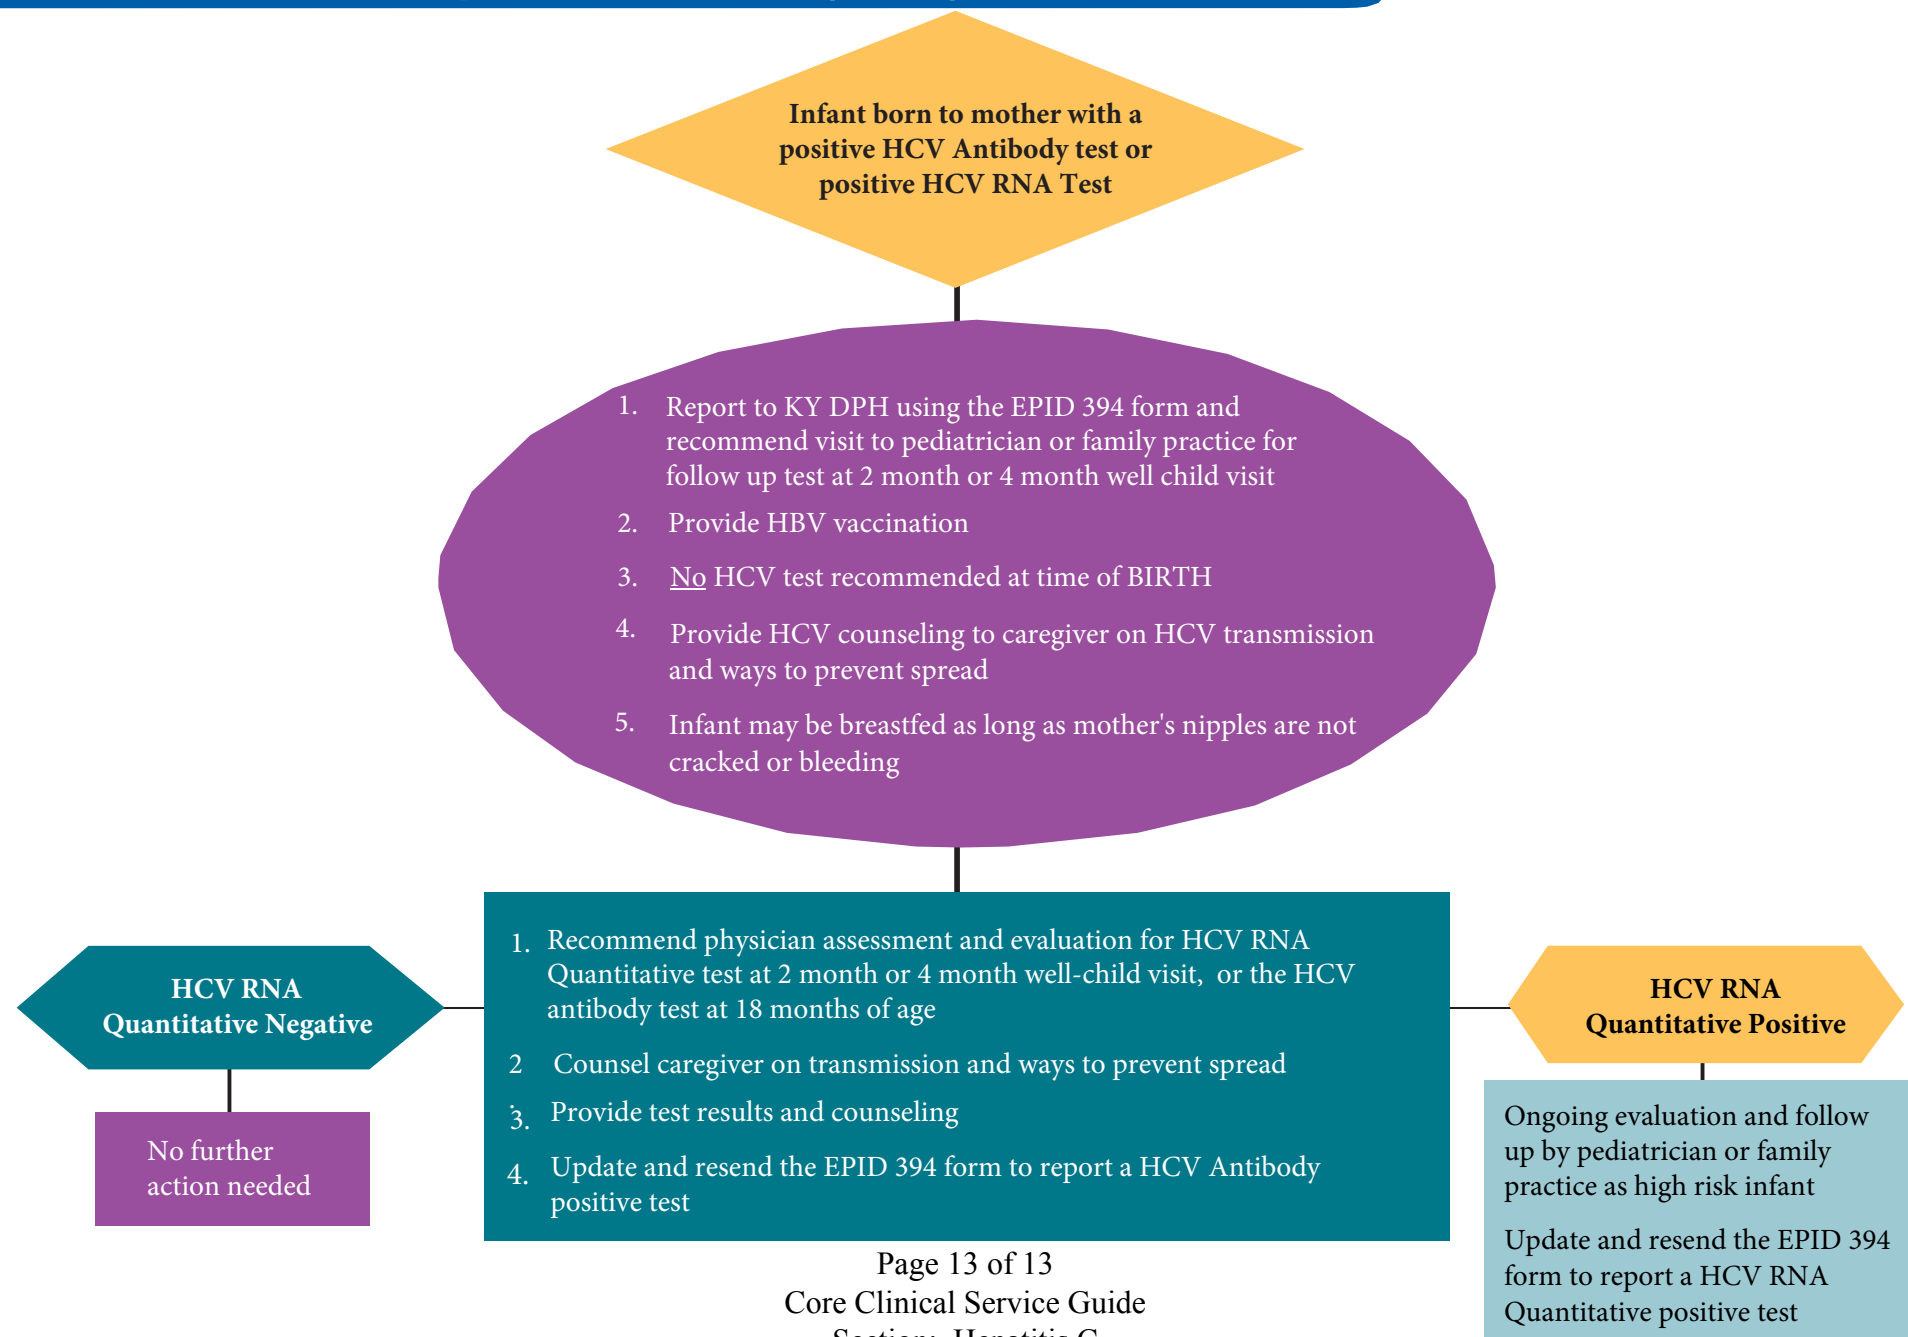 Infant born to mother with a
positive HCV Antibody test or
positive HCV RNA Test
1. Report to KY DPH using the EPID 394 form and
recommend visit to pediatrician or family practice for
follow up test at 2 month or 4 month well child visit
2. Provide HBV vaccination
3. No HCV test recommended at time of BIRTH
4. Provide HCV counseling to caregiver on HCV transmission
and ways to prevent spread
5. Infant may be breastfed as long as mother's nipples are not
cracked or bleeding
HCV RNA
Quantitative Negative
No further
action needed
1. Recommend physician assessment and evaluation for HCV RNA
Quantitative test at 2 month or 4 month well-child visit, or the HCV
antibody test at 18 months of age
2 Counsel caregiver on transmission and ways to prevent spread
.
3. Provide test results and counseling
4. Update and resend the EPID 394 form to report a HCV Antibody
positive test
HCV RNA
Quantitative Positive
Ongoing evaluation and follow
up by pediatrician or family
practice as high risk infant
Update and resend the EPID 394
form to report a HCV RNA
Quantitative positive test
Page 13 of 13
Core Clinical Service Guide
Section: Hepatitis C